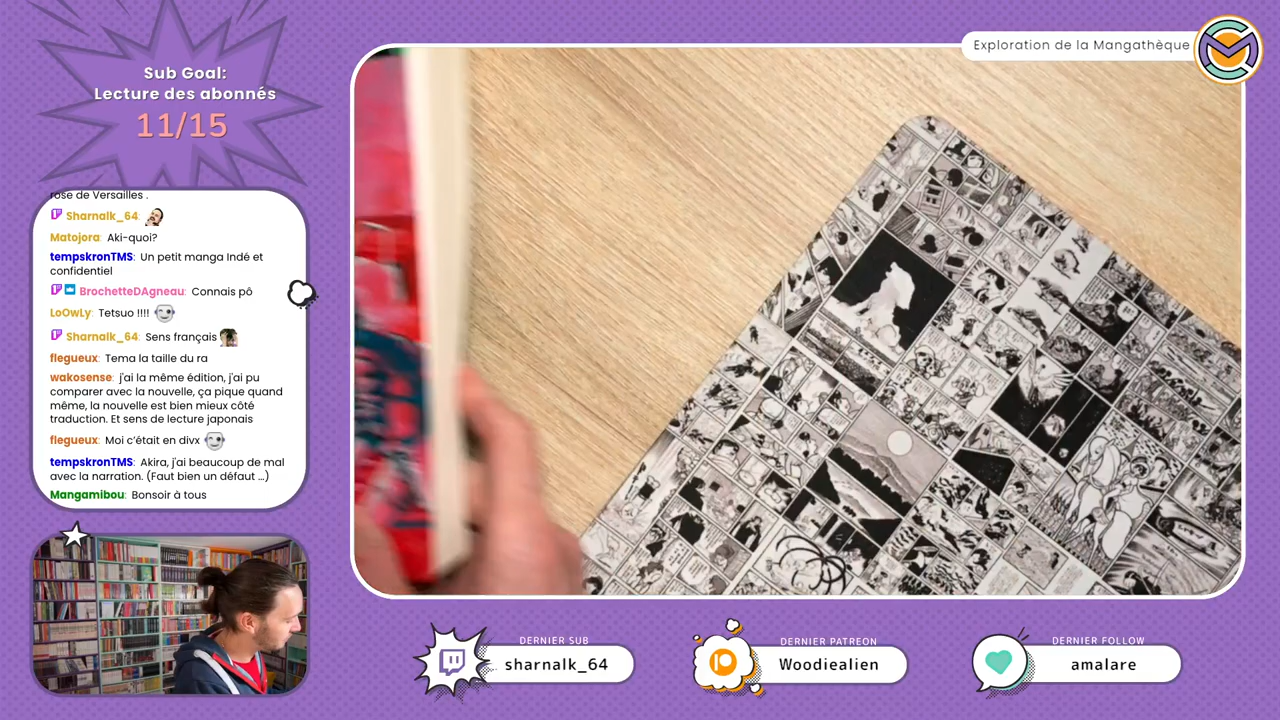 Sub Goal:
Lecture des abonnés
11/15
Exploration de la Mangathèque
rose de Versailles .
Sharnalk_64:
Matojora: Aki-quoi?
tempskronTMS: Un petit manga Indé et
confidentiel
BrochetteDAgneau: Connais pô
LoOwLy: Tetsuo !!!!
Sharnalk_64: Sens français
flegueux: Tema la taille du ra
wakosense: j'ai la même édition, j'ai pu
comparer avec la nouvelle, ça pique quand
même, la nouvelle est bien mieux côté
traduction. Et sens de lecture japonais
flegueux: Moi c'était en divx
tempskronTMS: Akira, j'ai beaucoup de mal
avec la narration. (Faut bien un défaut ...)
Mangamibou: Bonsoir à tous
DERNIER SUB
sharnalk_64
DERNIER PATREON
Woodiealien
DERNIER FOLLOW
amalare